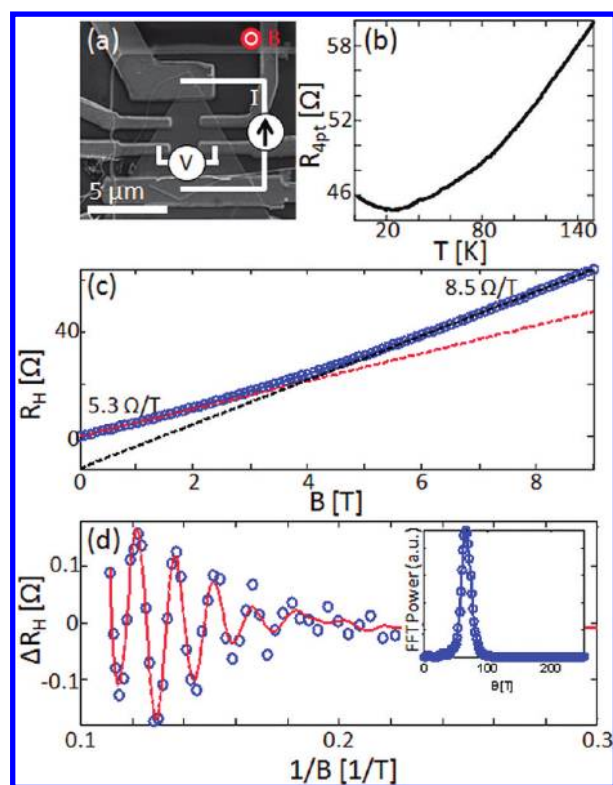 (a)
B
I
V
5 μm
(b)
R4pt [Ω]
58
52
46
20
80
140
T [K]
(c)
8.5 Ω/T
5.3 Ω/T
RH [Ω]
40
0
0
2
4
6
8
B [T]
(d)
ΔRH [Ω]
0.1
0
-0.1
0.1
0.2
0.3
1/B [1/T]
FFT Power (a.u.)
0
100
200
B[T]